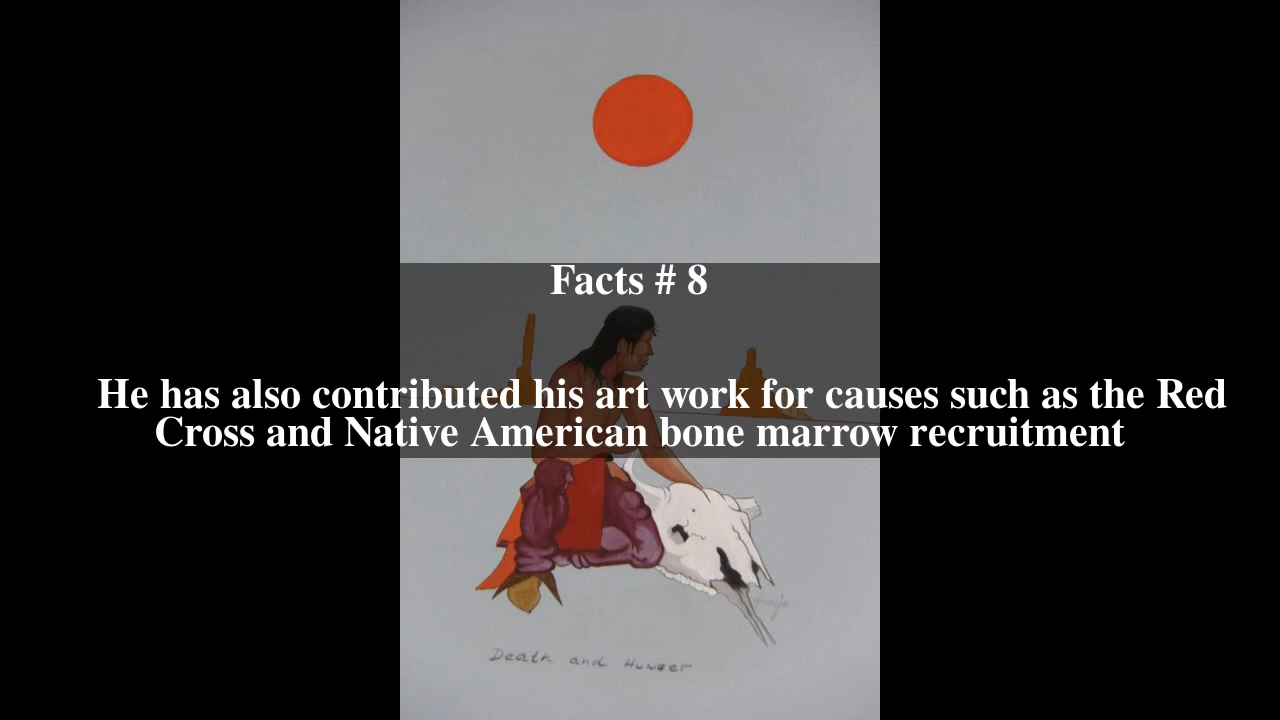 Facts # 8
He has also contributed his art work for causes such as the Red
Cross and Native American bone marrow recruitment
Death and Hunger